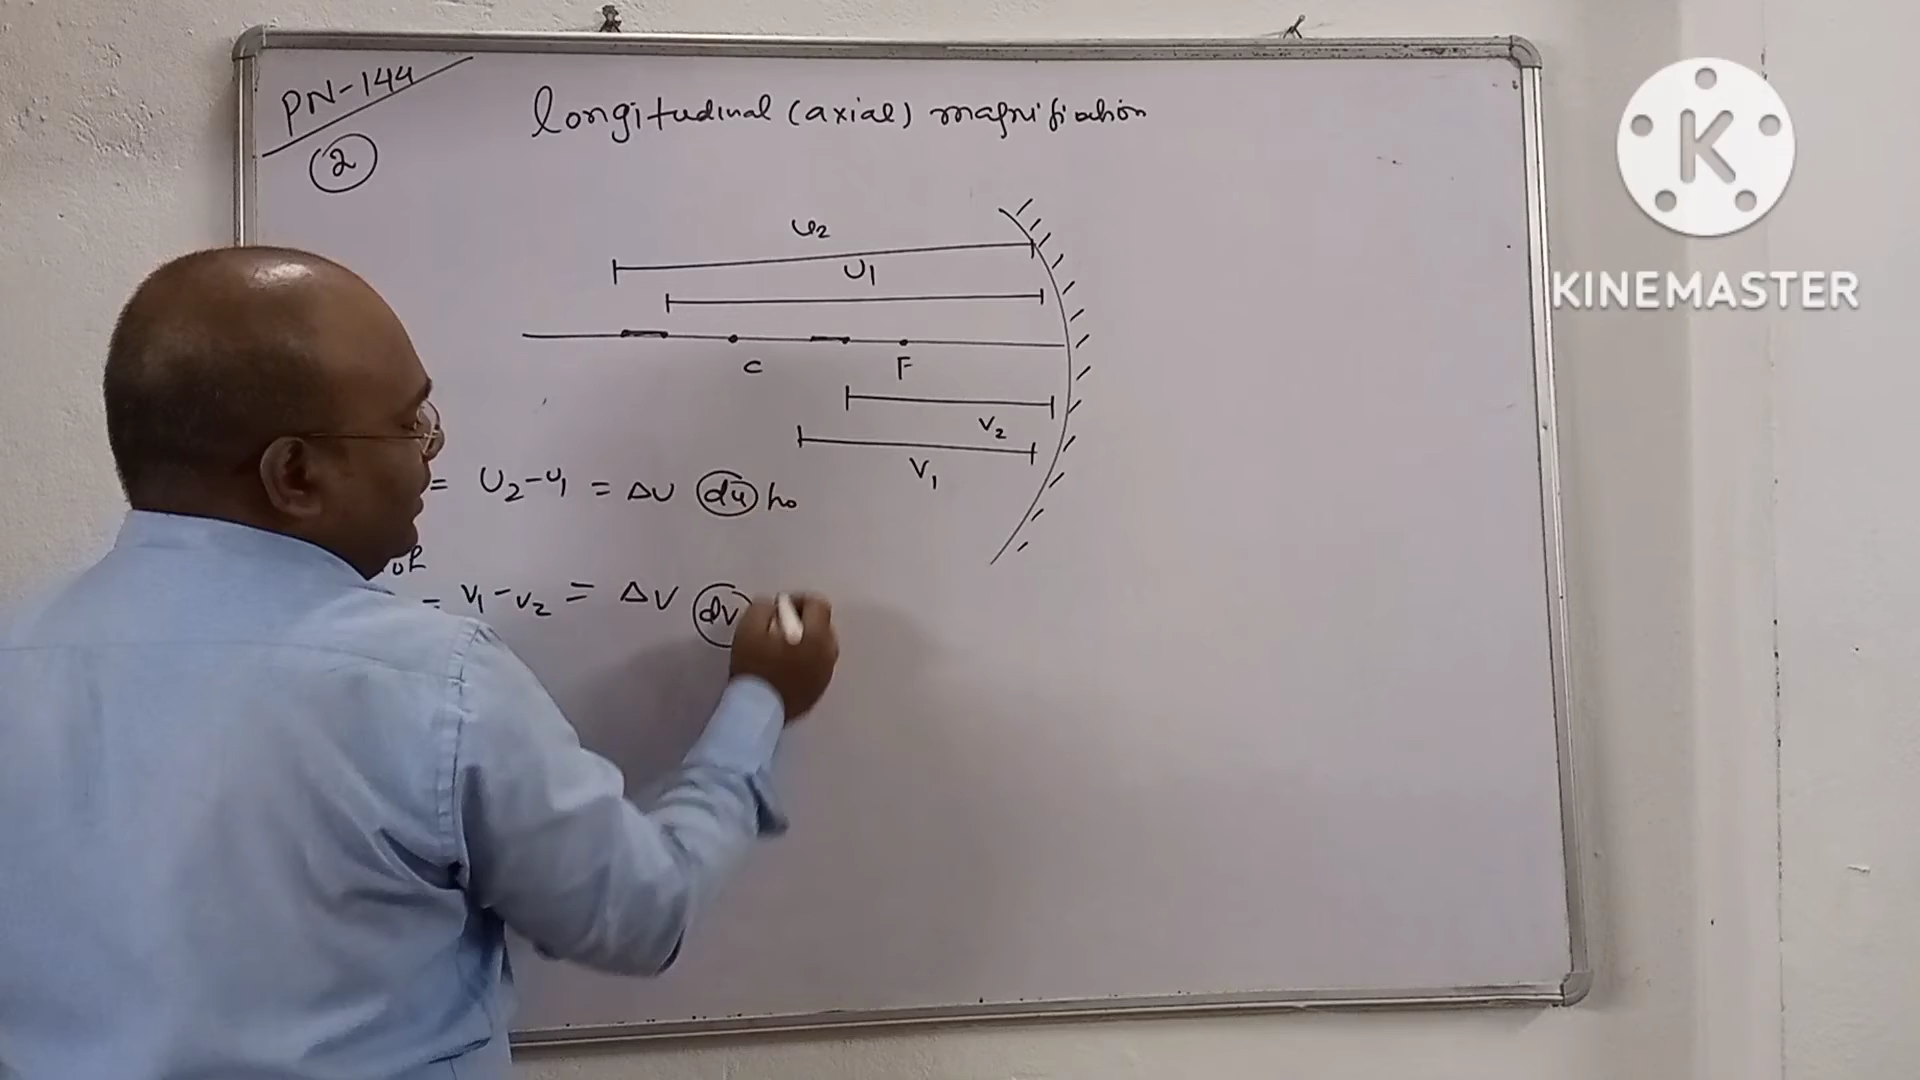 PN-144
2
longitudinal (axial) magnification
U2
U1
C
F
V2
V1
= U2-U1 = ΔU du ho
of
= V1-V2 = ΔV dv
K
KINEMASTER